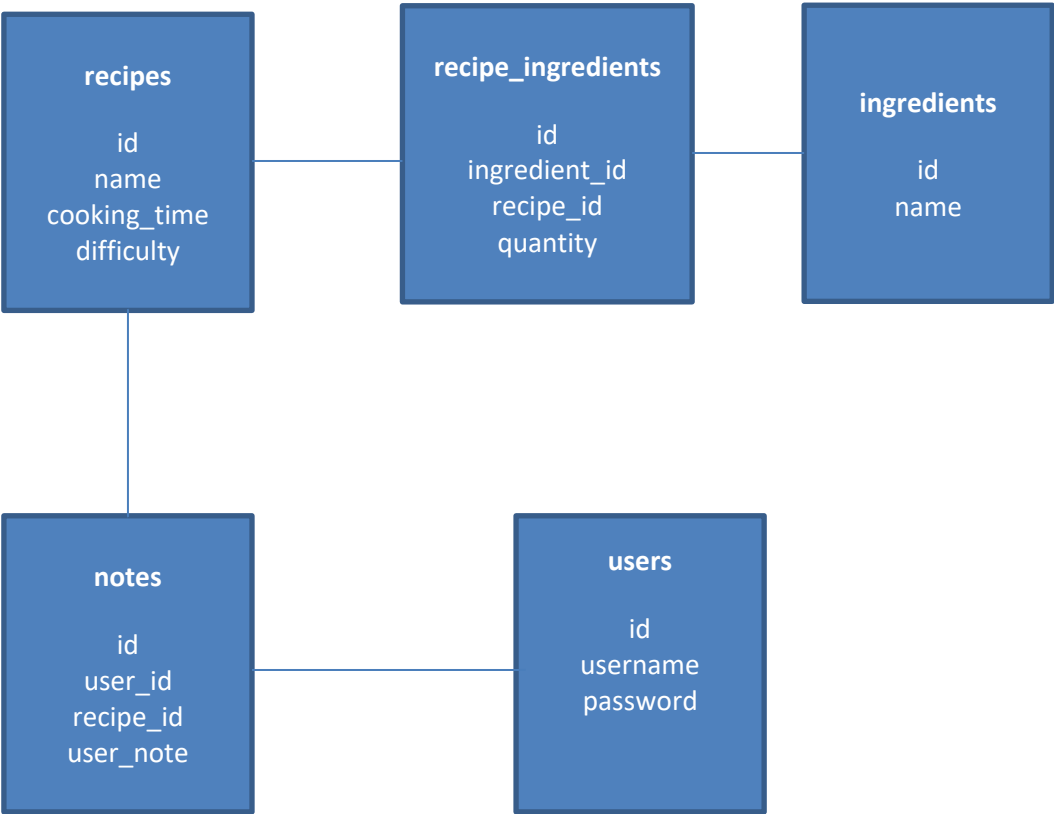 recipes
id
name
cooking_time
difficulty
recipe_ingredients
id
ingredient_id
recipe_id
quantity
ingredients
id
name
notes
id
user_id
recipe_id
user_note
users
id
username
password